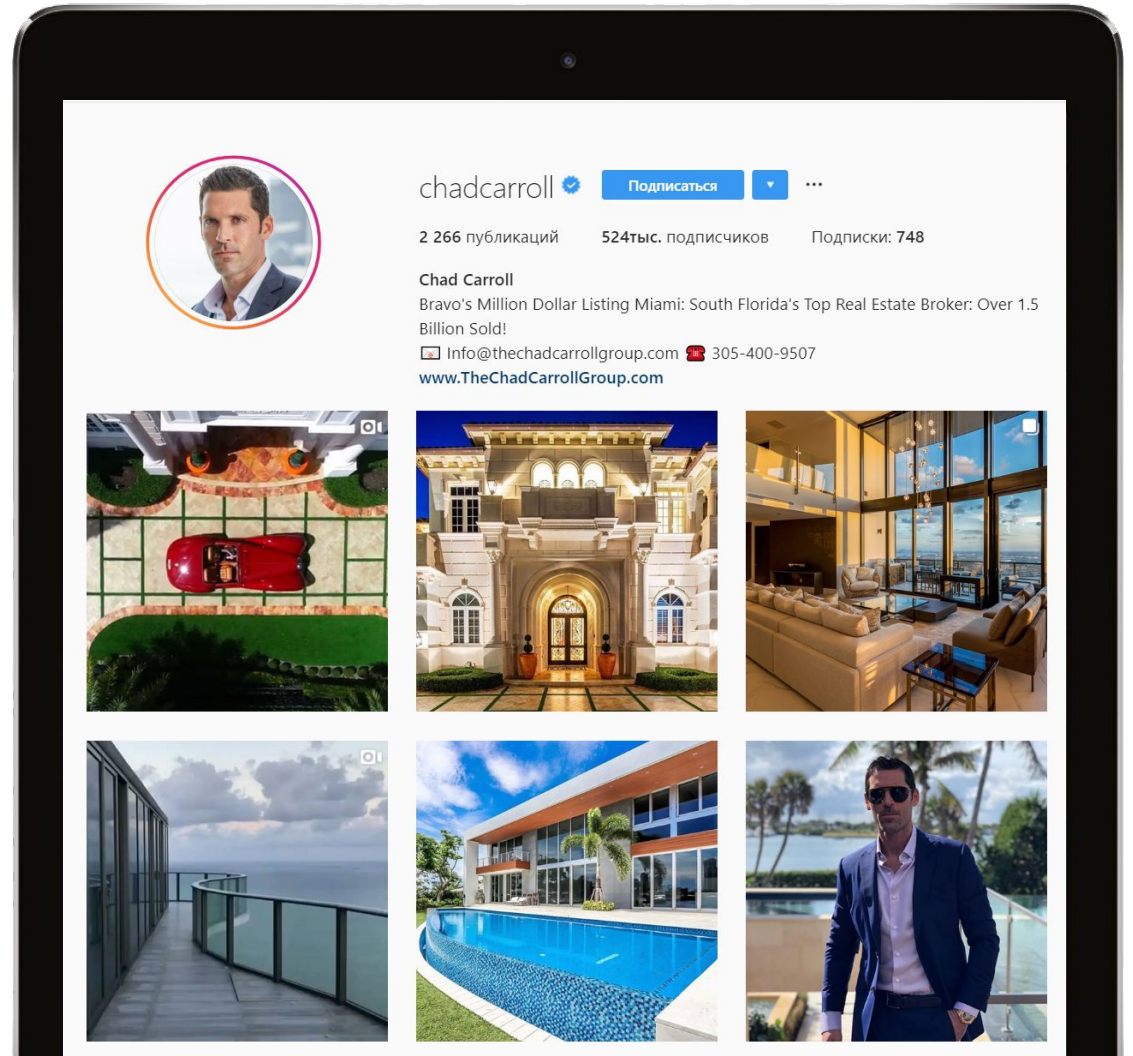 chadcarroll Подписаться
2 266 публикаций 524тыс. подписчиков Подписки: 748
Chad Carroll
Bravo's Million Dollar Listing Miami: South Florida's Top Real Estate Broker: Over 1.5
Billion Sold!
Info@thechadcarrollgroup.com 305-400-9507
www.TheChadCarrollGroup.com